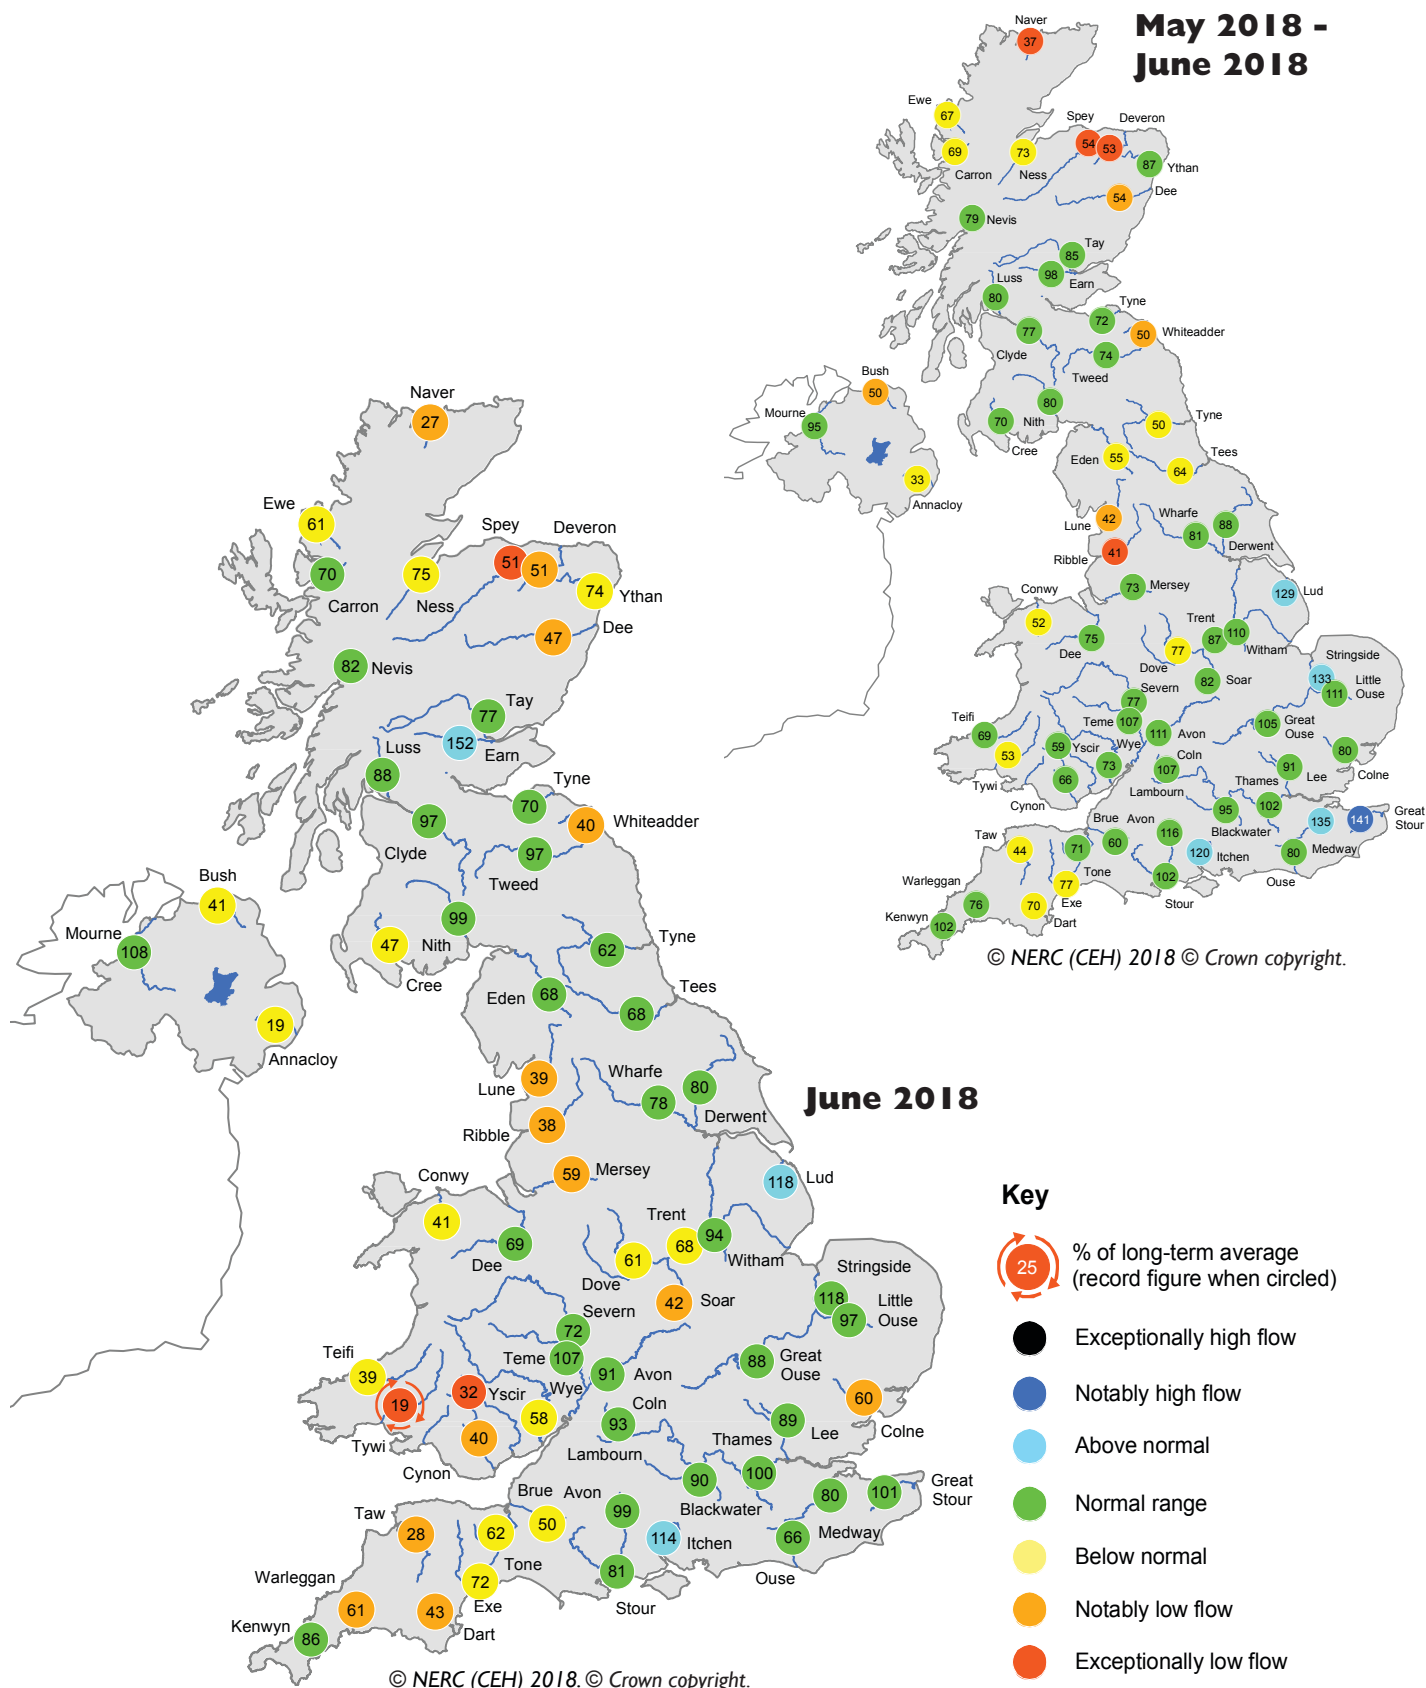 May 2018 -
June 2018
Naver
37
Ewe
67
Spey
Deveron
54
53
69
Carron
73
Ness
87
Ythan
54
Dee
79
Nevis
Tay
85
98
Earn
Luss
80
Tyne
72
77
Clyde
50
Whiteadder
74
Tweed
Bush
50
Mourne
95
80
Nith
70
Cree
Tyne
50
Eden
55
Tees
64
33
Annacloy
Lune
42
Wharfe
81
88
Derwent
Ribble
41
73
Mersey
129
Lud
Conwy
52
75
Dee
Trent
87
110
Witham
77
Dove
82
Soar
Stringside
133
Little
Ouse
111
Severn
77
Teme
107
Wye
111
Avon
105
Great
Ouse
Teifi
69
53
Tywi
59
Yscir
66
Cynon
73
Coln
107
Lambourn
80
Colne
91
Lee
Thames
102
95
Blackwater
135
141
Great
Stour
Medway
80
Ouse
Brue
60
Avon
116
120
Itchen
102
Stour
Taw
44
71
Tone
77
Exe
70
Dart
Warleggan
76
Kenwyn
102
© NERC (CEH) 2018 © Crown copyright.
Naver
27
Ewe
61
Spey
Deveron
51
51
70
Carron
75
Ness
74
Ythan
47
Dee
82
Nevis
Tay
77
152
Earn
Luss
88
Tyne
70
97
Clyde
40
Whiteadder
97
Tweed
Bush
41
Mourne
108
99
Nith
47
Cree
Tyne
62
Eden
68
Tees
68
19
Annacloy
Lune
39
Wharfe
78
80
Derwent
June 2018
Ribble
38
59
Mersey
118
Lud
Conwy
41
69
Dee
Trent
68
94
Witham
61
Dove
42
Soar
Stringside
118
Little
Ouse
97
Severn
72
Teme
107
Wye
91
Avon
88
Great
Ouse
Teifi
39
19
Tywi
32
Yscir
40
Cynon
58
Coln
93
Lambourn
60
Colne
89
Lee
Thames
100
90
Blackwater
80
101
Great
Stour
Medway
66
Ouse
Brue
50
Avon
99
114
Itchen
81
Stour
Taw
28
62
Tone
72
Exe
43
Dart
Warleggan
61
Kenwyn
86
© NERC (CEH) 2018. © Crown copyright.
Key
25
% of long-term average
(record figure when circled)
Exceptionally high flow
Notably high flow
Above normal
Normal range
Below normal
Notably low flow
Exceptionally low flow